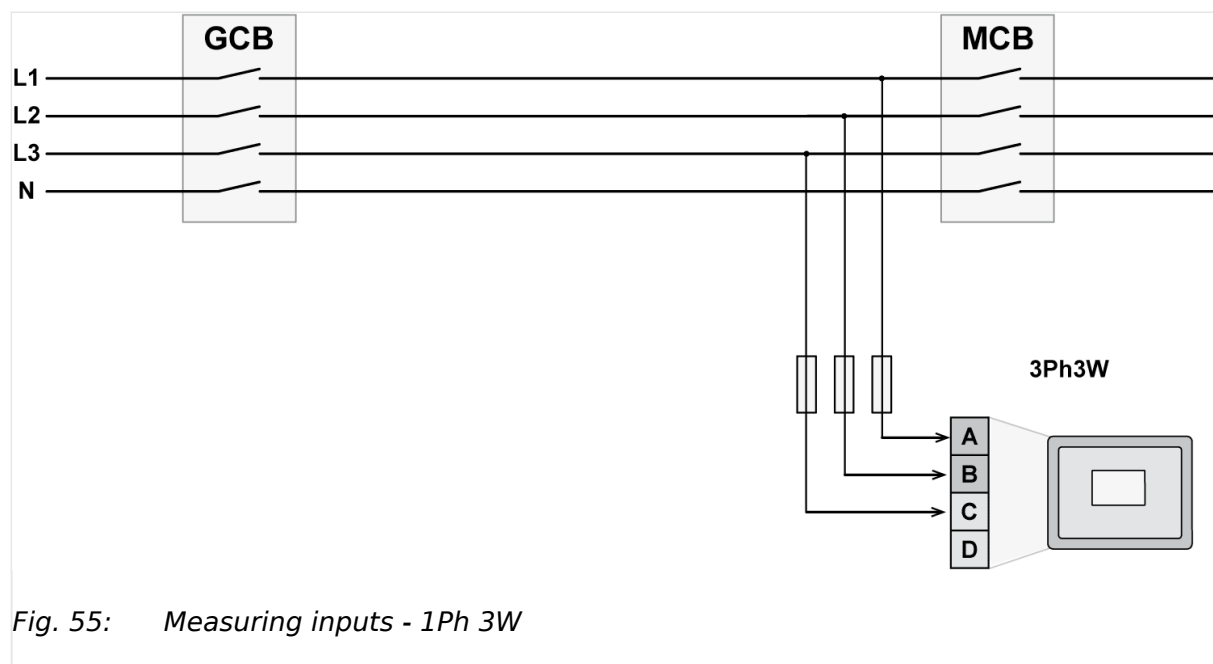 GCB MCB
L1
L2
L3
N
3Ph3W
A
B
C
D
Fig. 55: Measuring inputs - 1Ph 3W